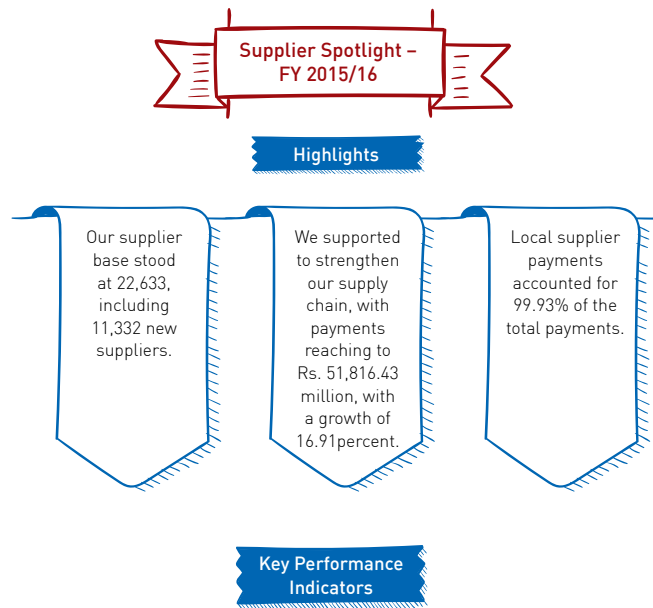 Supplier Spotlight –
FY 2015/16
Highlights
Our supplier
base stood
at 22,633,
including
11,332 new
suppliers.
We supported
to strengthen
our supply
chain, with
payments
reaching to
Rs. 51,816.43
million, with
a growth of
16.91percent.
Local supplier
payments
accounted for
99.93% of the
total payments.
Key Performance
Indicators